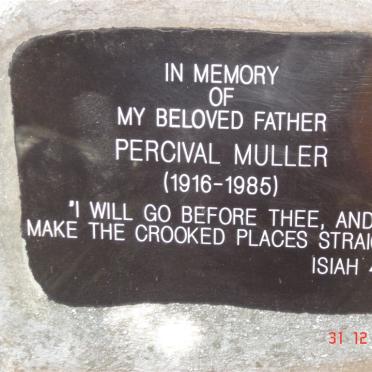 IN MEMORY
OF
MY BELOVED FATHER
PERCIVAL MULLER
(1916-1985)
"I WILL GO BEFORE THEE, AND
MAKE THE CROOKED PLACES
ISIAH
31 12